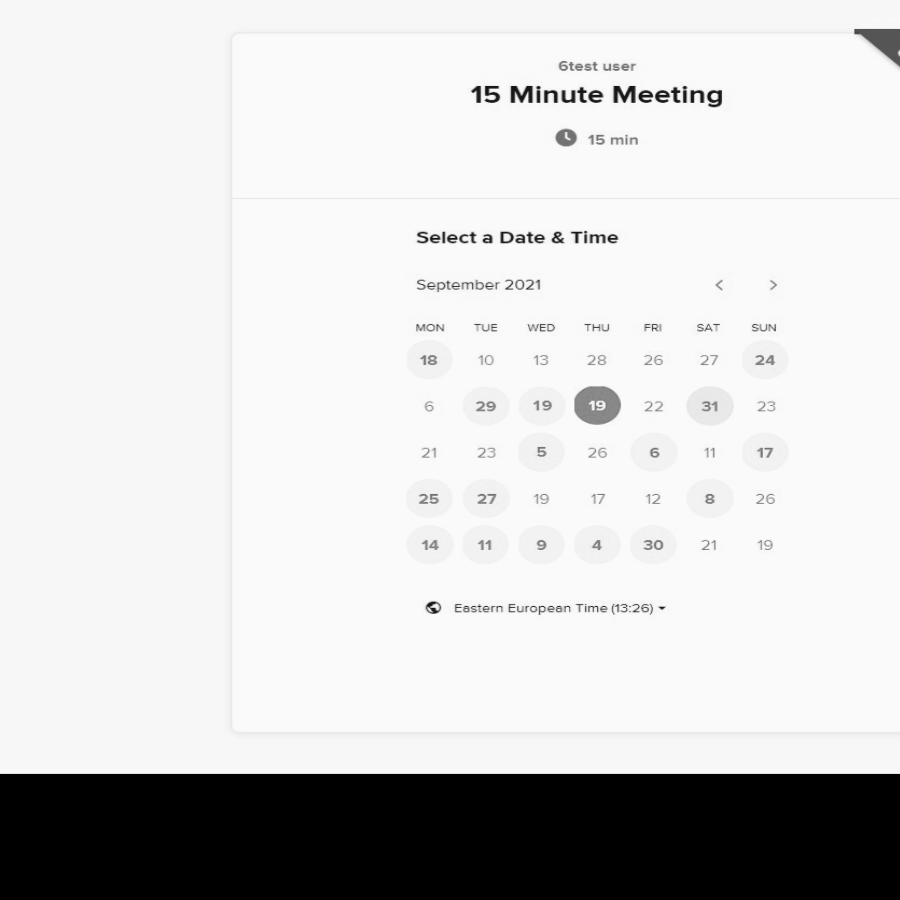 6test user
15 Minute Meeting
15 min
Select a Date & Time
September 2021
MON TUE WED THU FRI SAT SUN
18 10 13 28 26 27 24
6 29 19 19 22 31 23
21 23 5 26 6 11 17
25 27 19 17 12 8 26
14 11 9 4 30 21 19
Eastern European Time (13:26)